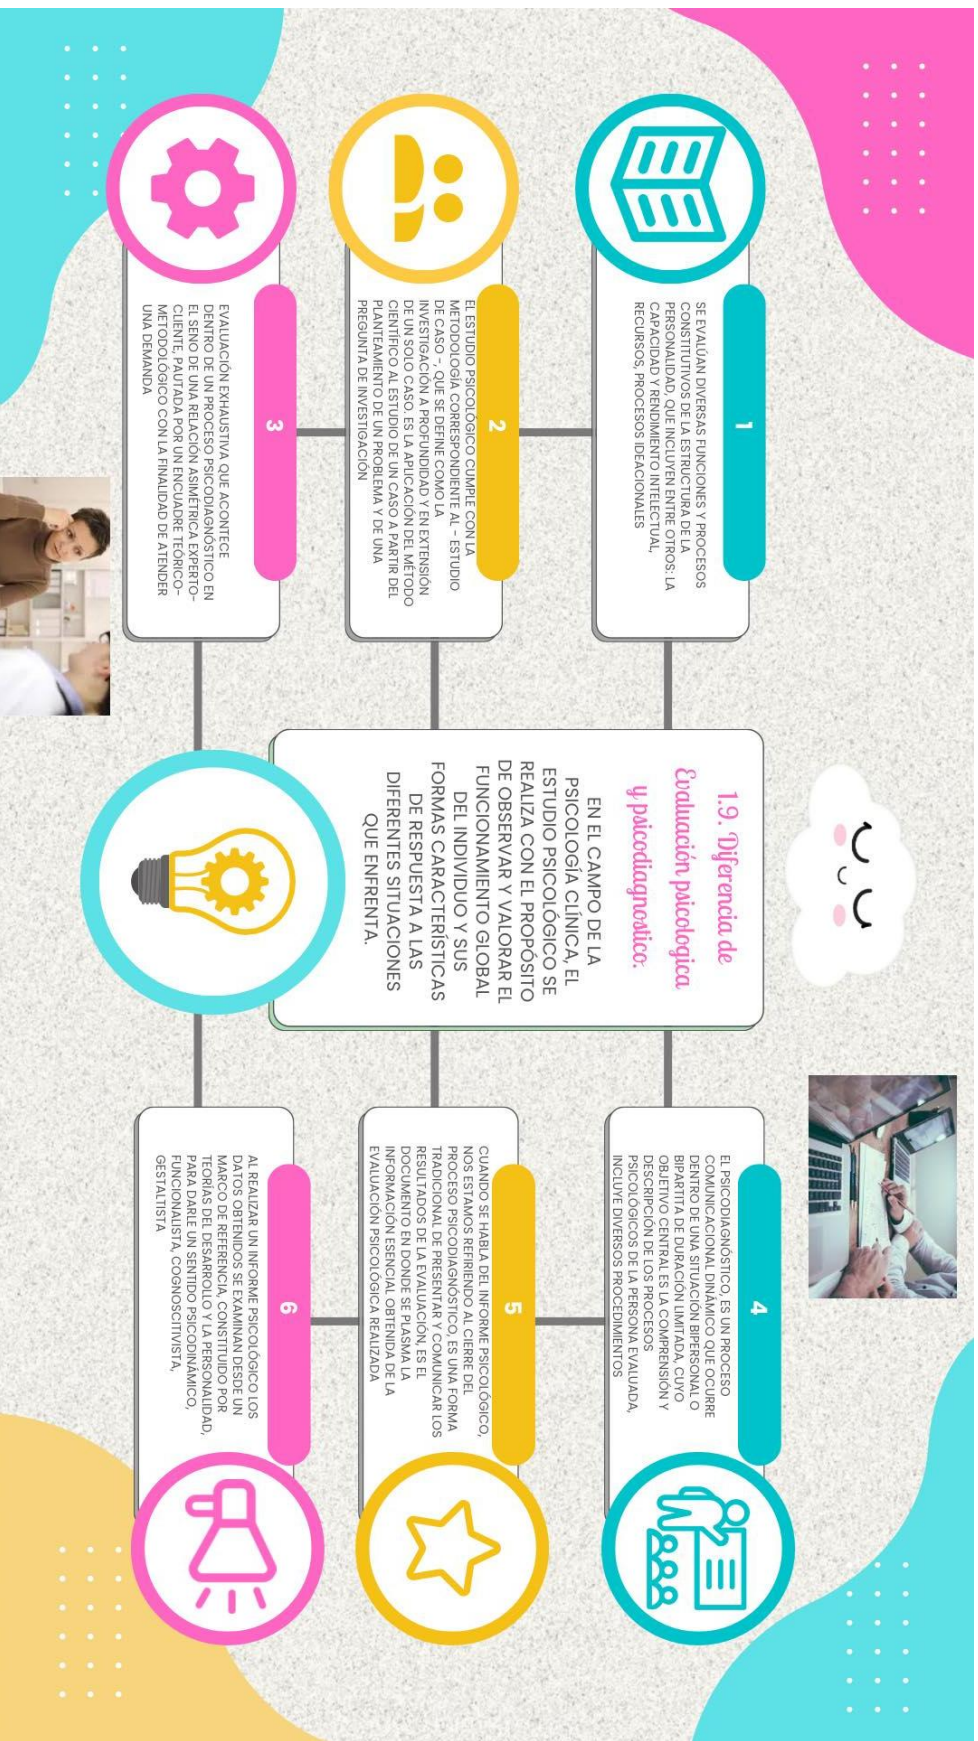 1.9. Diferencia de
Evaluación psicologica
y psicodiagnostico:
EN EL CAMPO DE LA
PSICOLOGÍA CLÍNICA, EL
ESTUDIO PSICOLÓGICO SE
REALIZA CON EL PROPÓSITO
DE OBSERVAR Y VALORAR EL
FUNCIONAMIENTO GLOBAL
DEL INDIVIDUO Y SUS
FORMAS CARACTERÍSTICAS
DE RESPUESTA A LAS
DIFERENTES SITUACIONES
QUE ENFRENTA.
1
SE EVALÚAN DIVERSAS FUNCIONES Y PROCESOS
CONSTITUTIVOS DE LA ESTRUCTURA DE LA
PERSONALIDAD, QUE INCLUYEN ENTRE OTROS: LA
CAPACIDAD Y RENDIMIENTO INTELECTUAL,
RECURSOS, PROCESOS IDEACIONALES
2
EL ESTUDIO PSICOLÓGICO CUMPLE CON LA
METODOLOGÍA CORRESPONDIENTE AL - ESTUDIO
DE CASO -, QUE SE DEFINE COMO LA
INVESTIGACIÓN A PROFUNDIDAD Y EN EXTENSIÓN
DE UN SOLO CASO. ES LA APLICACIÓN DEL MÉTODO
CIENTÍFICO AL ESTUDIO DE UN CASO A PARTIR DEL
PLANTEAMIENTO DE UN PROBLEMA Y DE UNA
PREGUNTA DE INVESTIGACIÓN
3
EVALUACIÓN EXHAUSTIVA QUE ACONTECE
DENTRO DE UN PROCESO PSICODIAGNÓSTICO EN
EL SENO DE UNA RELACIÓN ASIMÉTRICA EXPERTO-
CLIENTE, PAUTADA POR UN ENCUADRE TEÓRICO-
METODOLÓGICO CON LA FINALIDAD DE ATENDER
UNA DEMANDA
4
EL PSICODIAGNÓSTICO, ES UN PROCESO
COMUNICACIONAL DINÁMICO QUE OCURRE
DENTRO DE UNA SITUACIÓN BIPERSONAL O
BIPARTITA DE DURACIÓN LIMITADA, CUYO
OBJETIVO CENTRAL ES LA COMPRENSIÓN Y
DESCRIPCIÓN DE LOS PROCESOS
PSICOLÓGICOS DE LA PERSONA EVALUADA,
INCLUYE DIVERSOS PROCEDIMIENTOS
5
CUANDO SE HABLA DEL INFORME PSICOLÓGICO,
NOS ESTAMOS REFIRIENDO AL CIERRE DEL
PROCESO PSICODIAGNÓSTICO, ES UNA FORMA
TRADICIONAL DE PRESENTAR Y COMUNICAR LOS
RESULTADOS DE LA EVALUACIÓN, ES EL
DOCUMENTO EN DONDE SE PLASMA LA
INFORMACIÓN ESENCIAL OBTENIDA DE LA
EVALUACIÓN PSICOLÓGICA REALIZADA
6
AL REALIZAR UN INFORME PSICOLÓGICO LOS
DATOS OBTENIDOS SE EXAMINAN DESDE UN
MARCO DE REFERENCIA, CONSTITUIDO POR
TEORÍAS DEL DESARROLLO Y LA PERSONALIDAD,
PARA DARLE UN SENTIDO PSICODINÁMICO,
FUNCIONALISTA, COGNOSCITIVISTA,
GESTALTISTA